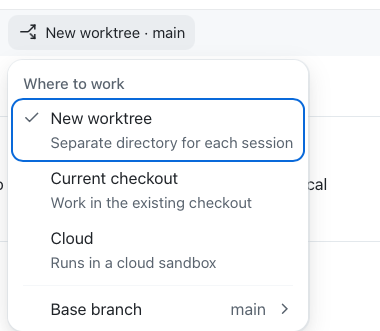 New worktree · main
Where to work
New worktree
Separate directory for each session
Current checkout
Work in the existing checkout
Cloud
Runs in a cloud sandbox
Base branch main